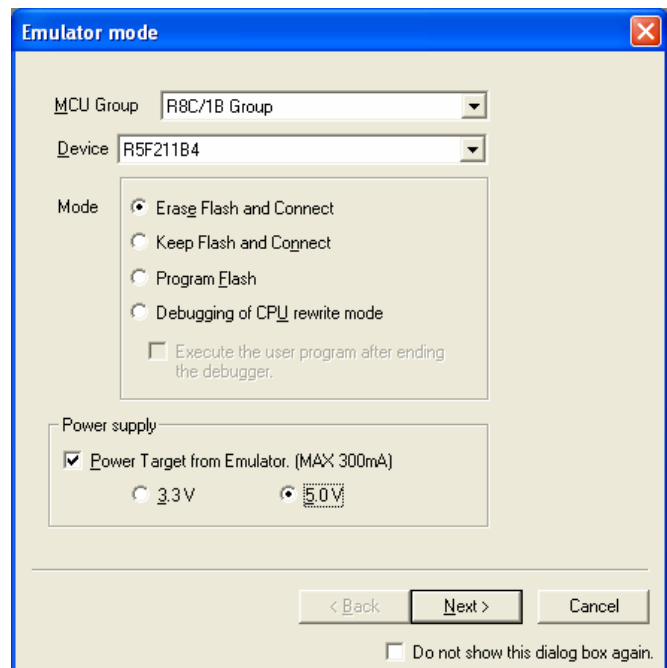 Emulator mode
MCU Group R8C/1B Group
Device R5F211B4
Mode
Erase Flash and Connect
Keep Flash and Connect
Program Flash
Debugging of CPU rewrite mode
Execute the user program after ending
the debugger.
Power supply
Power Target from Emulator. (MAX 300mA)
3.3 V 5.0 V
< Back Next > Cancel
Do not show this dialog box again.